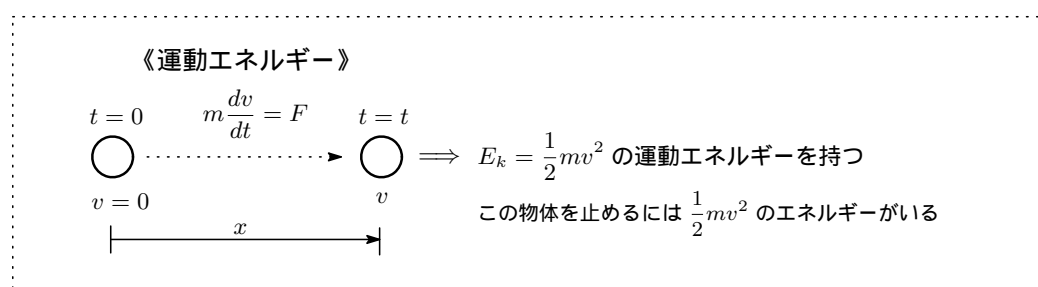 《運動エネルギー》
t = 0
m dv/dt = F
t = t
⟹ E_k = 1/2 mv² の運動エネルギーを持つ
v = 0
v
この物体を止めるには 1/2 mv² のエネルギーがいる
x